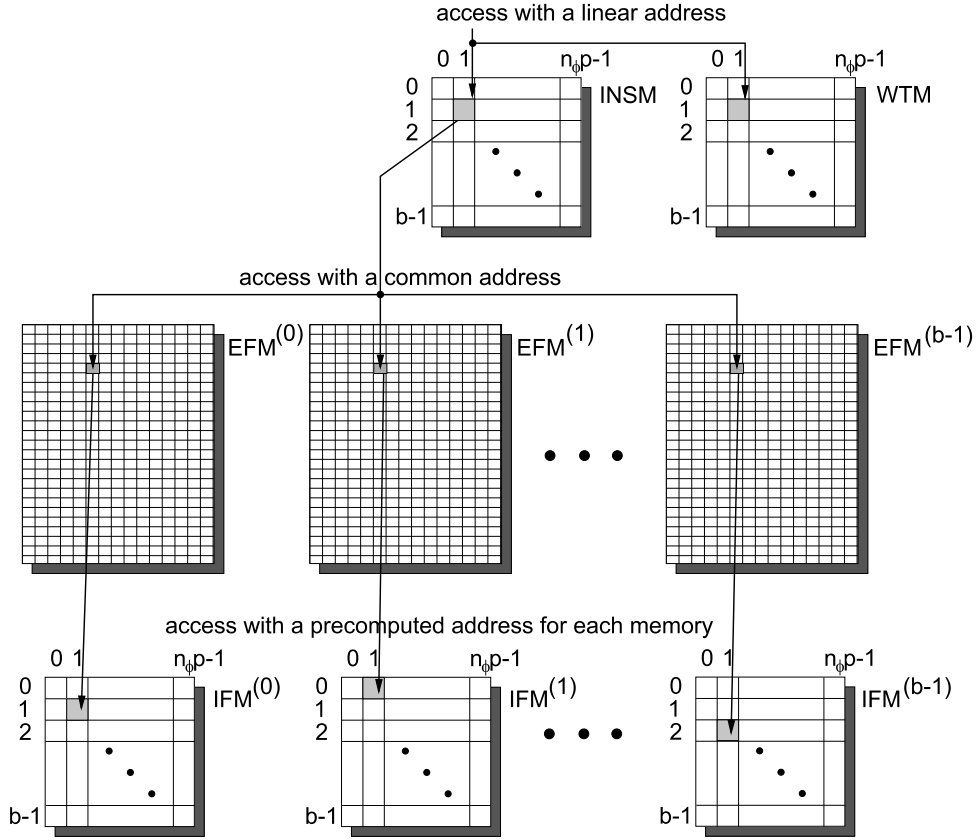 access with a linear address
0 1 nϕp-1 0 1 nϕp-1
0 INSM WTM
1
2
b-1 b-1
access with a common address
EFM(0) EFM(1) EFM(b-1)
access with a precomputed address for each memory
0 1 nϕp-1 0 1 nϕp-1 0 1 nϕp-1
0 IFM(0) 0 IFM(1) 0 IFM(b-1)
1 1 1
2 2 2
b-1 b-1 b-1